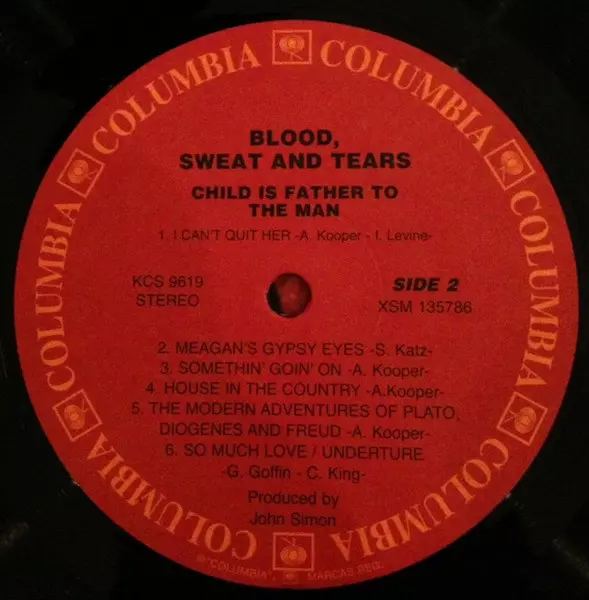 COLUMBIA COLUMBIA COLUMBIA COLUMBIA COLUMBIA COLUMBIA
BLOOD,
SWEAT AND TEARS
CHILD IS FATHER TO
THE MAN
1. I CAN'T QUIT HER -A. Kooper - I. Levine-
KCS 9619
STEREO
SIDE 2
XSM 135786
2. MEAGAN'S GYPSY EYES -S. Katz-
3. SOMETHIN' GOIN' ON -A. Kooper-
4. HOUSE IN THE COUNTRY -A.Kooper-
5. THE MODERN ADVENTURES OF PLATO,
DIOGENES AND FREUD -A. Kooper-
6. SO MUCH LOVE / UNDERTURE
-G. Goffin - C. King-
Produced by
John Simon
® "COLUMBIA", MARCAS REG.